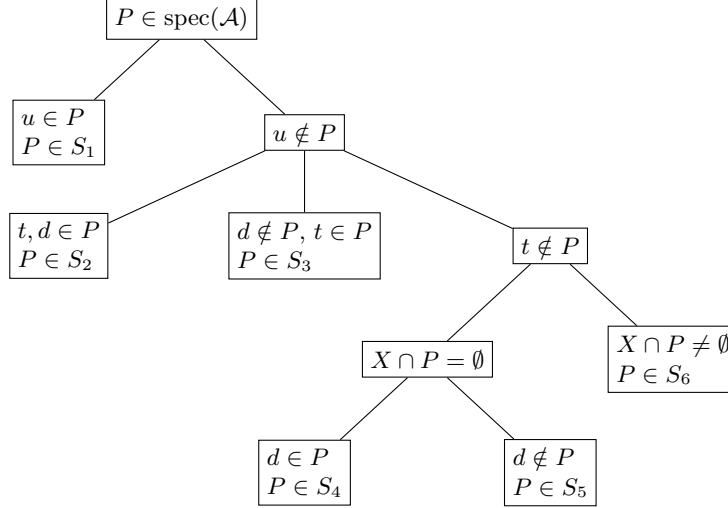 P ∈ spec(𝒜)
u ∈ P
P ∈ S₁
u ∉ P
t, d ∈ P
P ∈ S₂
d ∉ P, t ∈ P
P ∈ S₃
t ∉ P
X ∩ P = ∅
X ∩ P ≠ ∅
P ∈ S₆
d ∈ P
P ∈ S₄
d ∉ P
P ∈ S₅